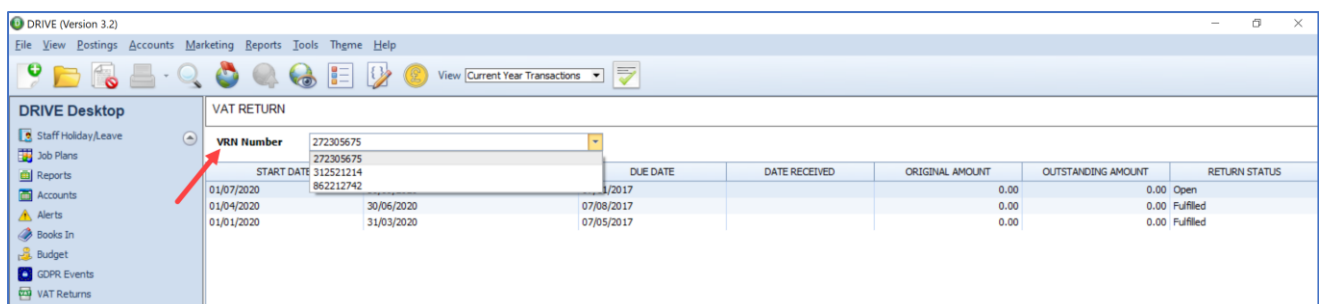 DRIVE (Version 3.2)
File View Postings Accounts Marketing Reports Tools Theme Help
View Current Year Transactions
DRIVE Desktop
VAT RETURN
Staff Holiday/Leave
VRN Number 272305675
272305675
Job Plans
312521214
862212742
START DATE DUE DATE DATE RECEIVED ORIGINAL AMOUNT OUTSTANDING AMOUNT RETURN STATUS
Reports
01/07/2020 1/2017 0.00 0.00 Open
Accounts
01/04/2020 30/06/2020 07/08/2017 0.00 0.00 Fulfilled
Alerts
01/01/2020 31/03/2020 07/05/2017 0.00 0.00 Fulfilled
Books In
Budget
GDPR Events
VAT Returns